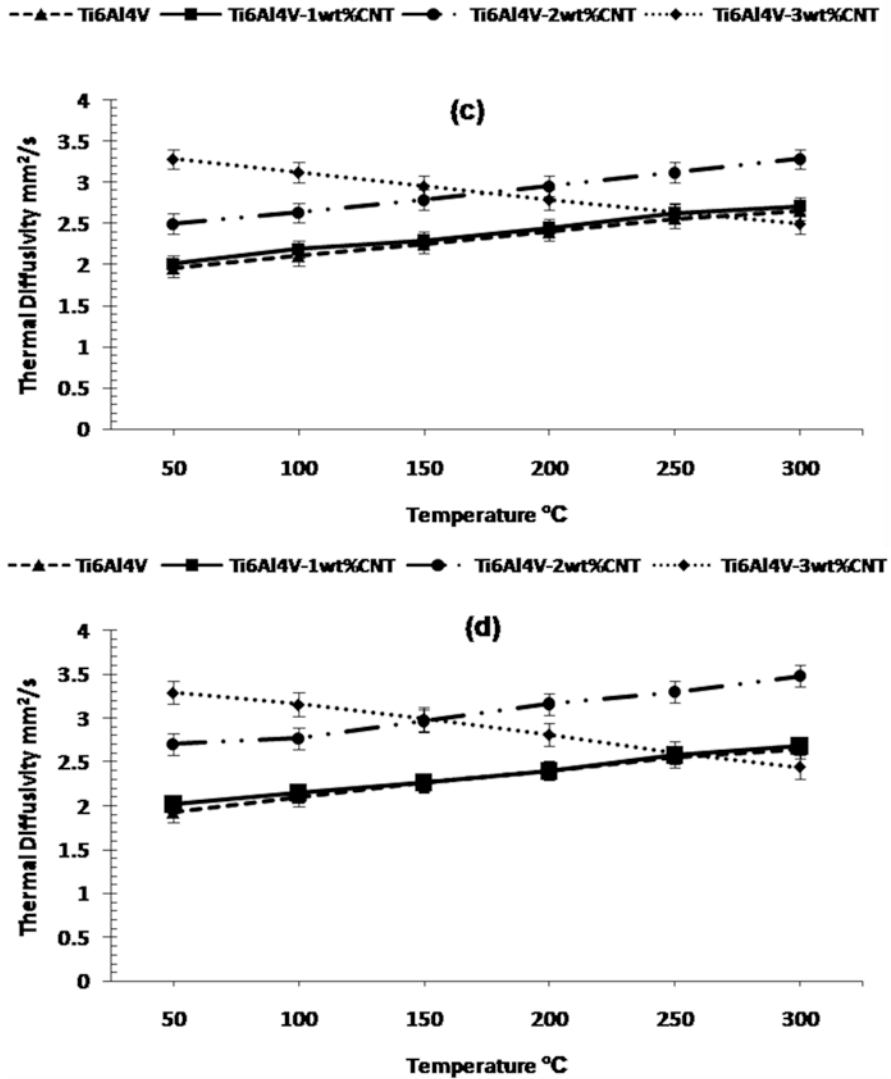 Ti6Al4V Ti6Al4V-1wt%CNT Ti6Al4V-2wt%CNT Ti6Al4V-3wt%CNT
(c)
4
3.5
3
2.5
2
1.5
1
0.5
0
Thermal Diffusivity mm²/s
50 100 150 200 250 300
Temperature °C
Ti6Al4V Ti6Al4V-1wt%CNT Ti6Al4V-2wt%CNT Ti6Al4V-3wt%CNT
(d)
4
3.5
3
2.5
2
1.5
1
0.5
0
Thermal Diffusivity mm²/s
50 100 150 200 250 300
Temperature °C